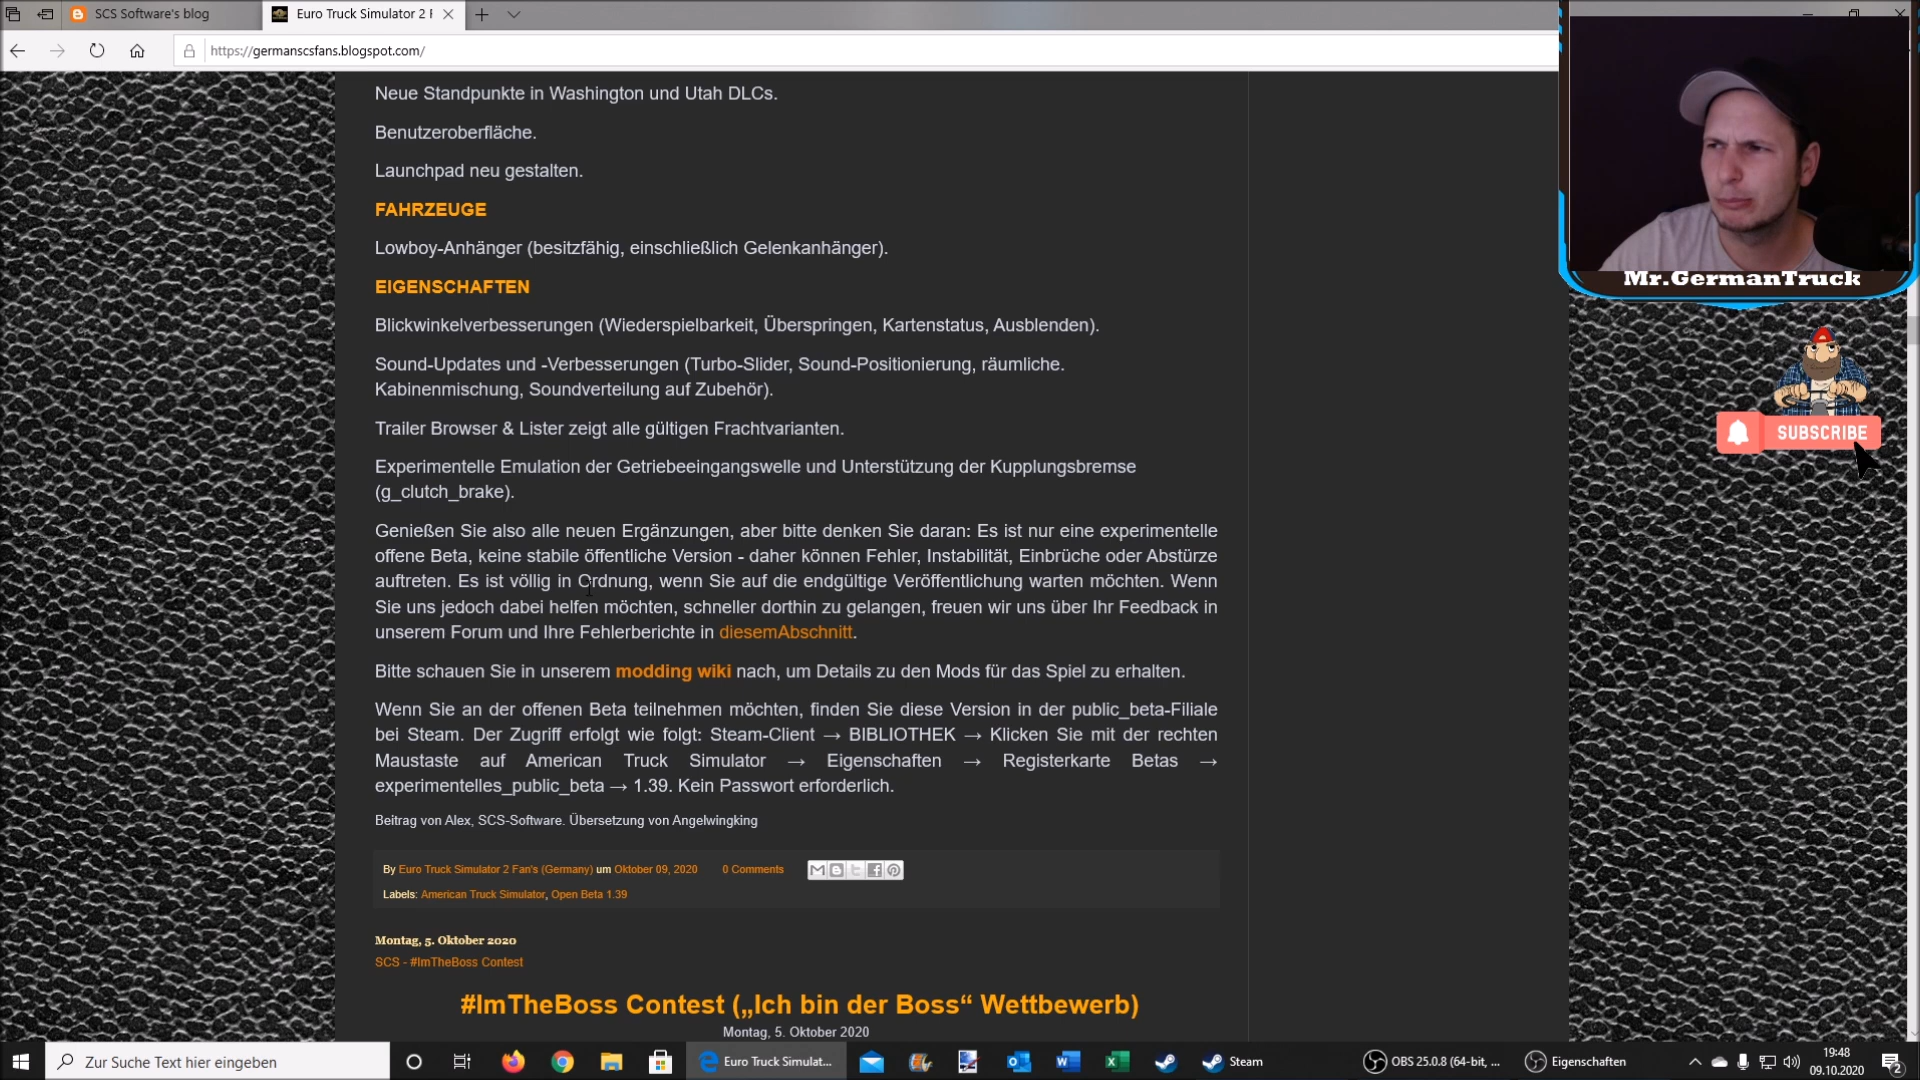 SCS Software's blog
Euro Truck Simulator 2 F
https://germanscsfans.blogspot.com/
Neue Standpunkte in Washington und Utah DLCs.
Benutzeroberfläche.
Launchpad neu gestalten.
FAHRZEUGE
Lowboy-Anhänger (besitzfähig, einschließlich Gelenkanhänger).
EIGENSCHAFTEN
Blickwinkelverbesserungen (Wiederspielbarkeit, Überspringen, Kartenstatus, Ausblenden).
Sound-Updates und -Verbesserungen (Turbo-Slider, Sound-Positionierung, räumliche.
Kabinenmischung, Soundverteilung auf Zubehör).
Trailer Browser & Lister zeigt alle gültigen Frachtvarianten.
Experimentelle Emulation der Getriebeeingangswelle und Unterstützung der Kupplungsbremse
(g_clutch_brake).
Genießen Sie also alle neuen Ergänzungen, aber bitte denken Sie daran: Es ist nur eine experimentelle
offene Beta, keine stabile öffentliche Version - daher können Fehler, Instabilität, Einbrüche oder Abstürze
auftreten. Es ist völlig in Ordnung, wenn Sie auf die endgültige Veröffentlichung warten möchten. Wenn
Sie uns jedoch dabei helfen möchten, schneller dorthin zu gelangen, freuen wir uns über Ihr Feedback in
unserem Forum und Ihre Fehlerberichte in diesemAbschnitt.
Bitte schauen Sie in unserem modding wiki nach, um Details zu den Mods für das Spiel zu erhalten.
Wenn Sie an der offenen Beta teilnehmen möchten, finden Sie diese Version in der public_beta-Filiale
bei Steam. Der Zugriff erfolgt wie folgt: Steam-Client → BIBLIOTHEK → Klicken Sie mit der rechten
Maustaste auf American Truck Simulator → Eigenschaften → Registerkarte Betas →
experimentelles_public_beta → 1.39. Kein Passwort erforderlich.
Beitrag von Alex, SCS-Software. Übersetzung von Angelwingking
By Euro Truck Simulator 2 Fan's (Germany) um Oktober 09, 2020 0 Comments
Labels: American Truck Simulator, Open Beta 1.39
Montag, 5. Oktober 2020
SCS - #ImTheBoss Contest
#ImTheBoss Contest („Ich bin der Boss“ Wettbewerb)
Montag, 5. Oktober 2020
Mr.GermanTruck
SUBSCRIBE
Zur Suche Text hier eingeben
Euro Truck Simulat...
Steam
OBS 25.0.8 (64-bit, ...
Eigenschaften
19:48
09.10.2020
2